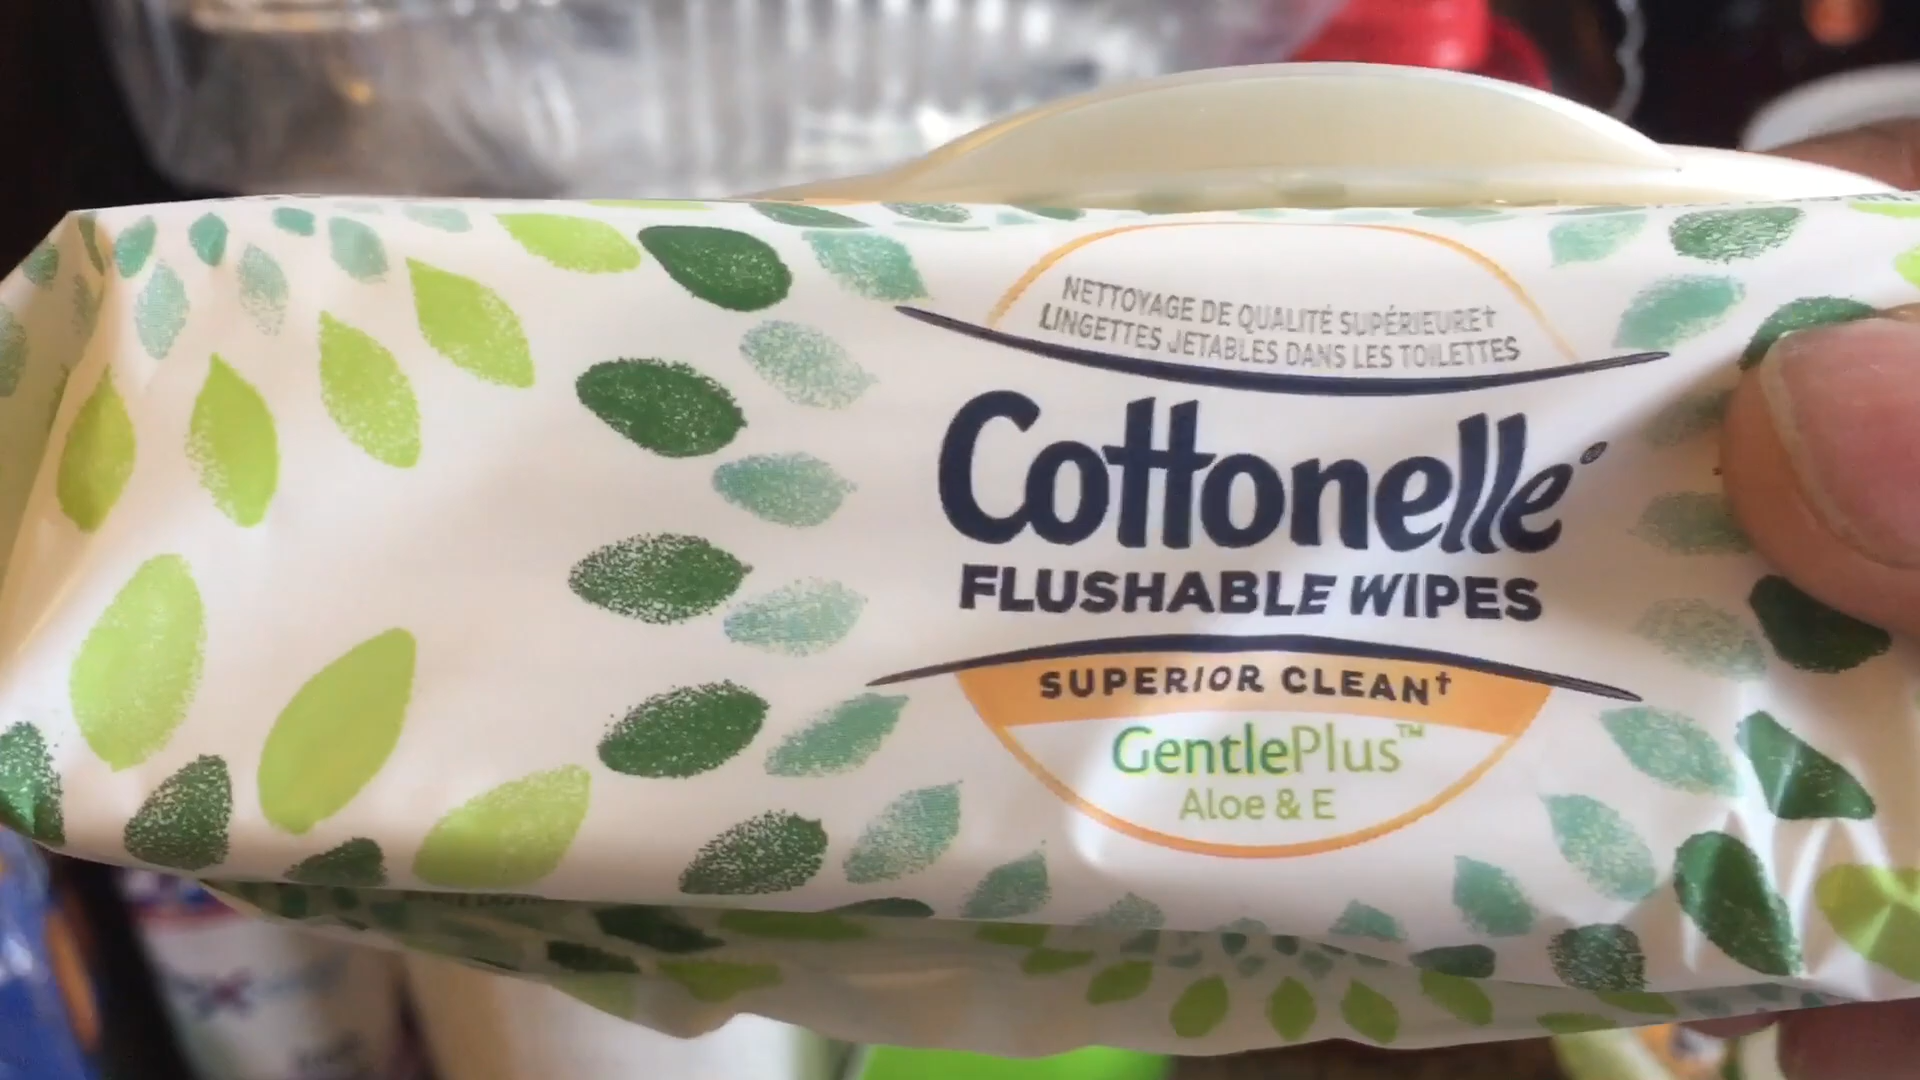 NETTOYAGE DE QUALITÉ SUPÉRIEURE†
LINGETTES JETABLES DANS LES TOILETTES
Cottonelle®
FLUSHABLE WIPES
SUPERIOR CLEAN†
GentlePlus™
Aloe & E